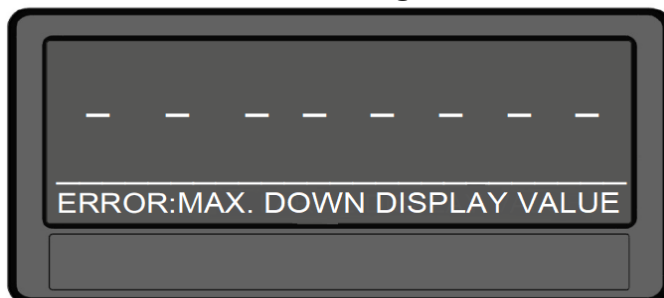 - - - - - - - -
ERROR:MAX. DOWN DISPLAY VALUE